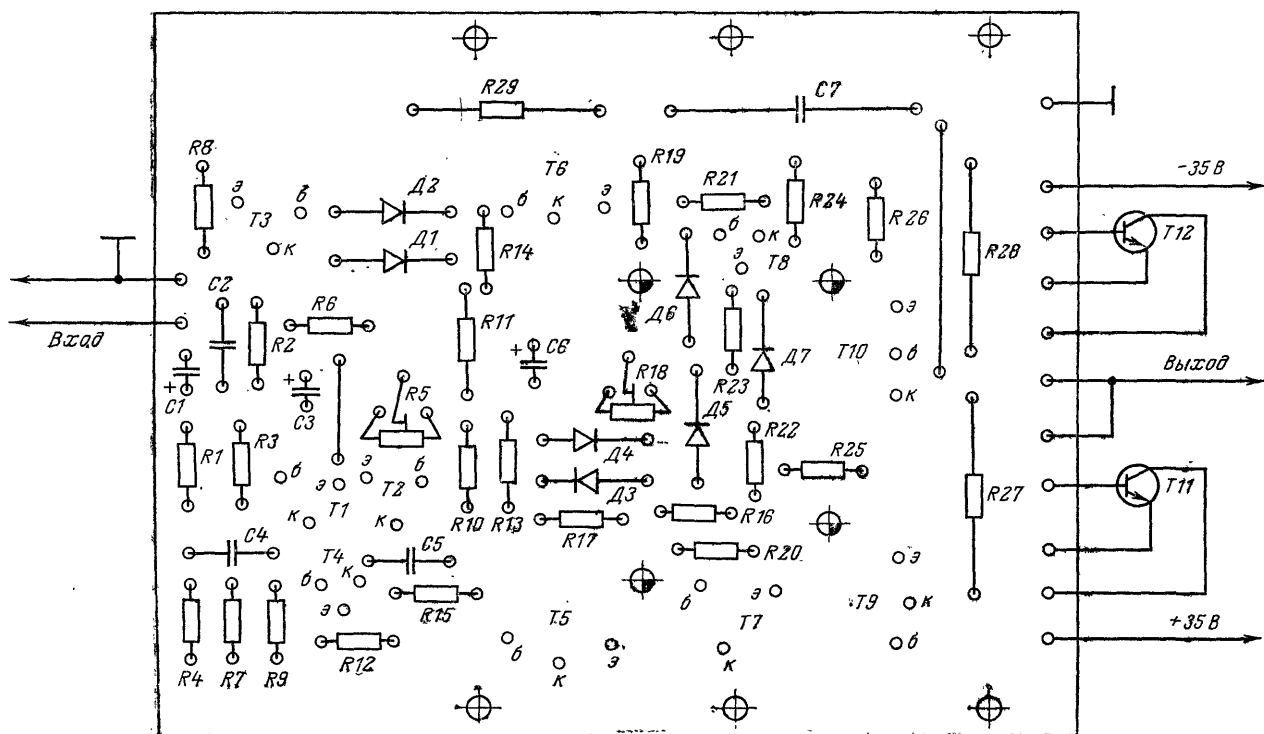 R29
C7
R8
T6
R19
R21
R24
R26
-35 В
э
б
Д2
б
к
э
T3
к
Д1
R14
б
к
э
T8
R28
T12
C2
R6
R2
R11
Д6
э
Вход
C6
+
R18
R23
Д7
T10
б
Выход
C1
+
C3
+
R5
Д5
к
R1
R3
б
э
T1
э
T2
б
Д4
R22
R25
T11
к
к
R10
R13
Д3
R17
R16
R27
C4
T4
б
к
C5
R20
э
э
R15
T5
б
э
T7
T9
к
R4
R7
R9
R12
б
к
э
к
б
+35 В